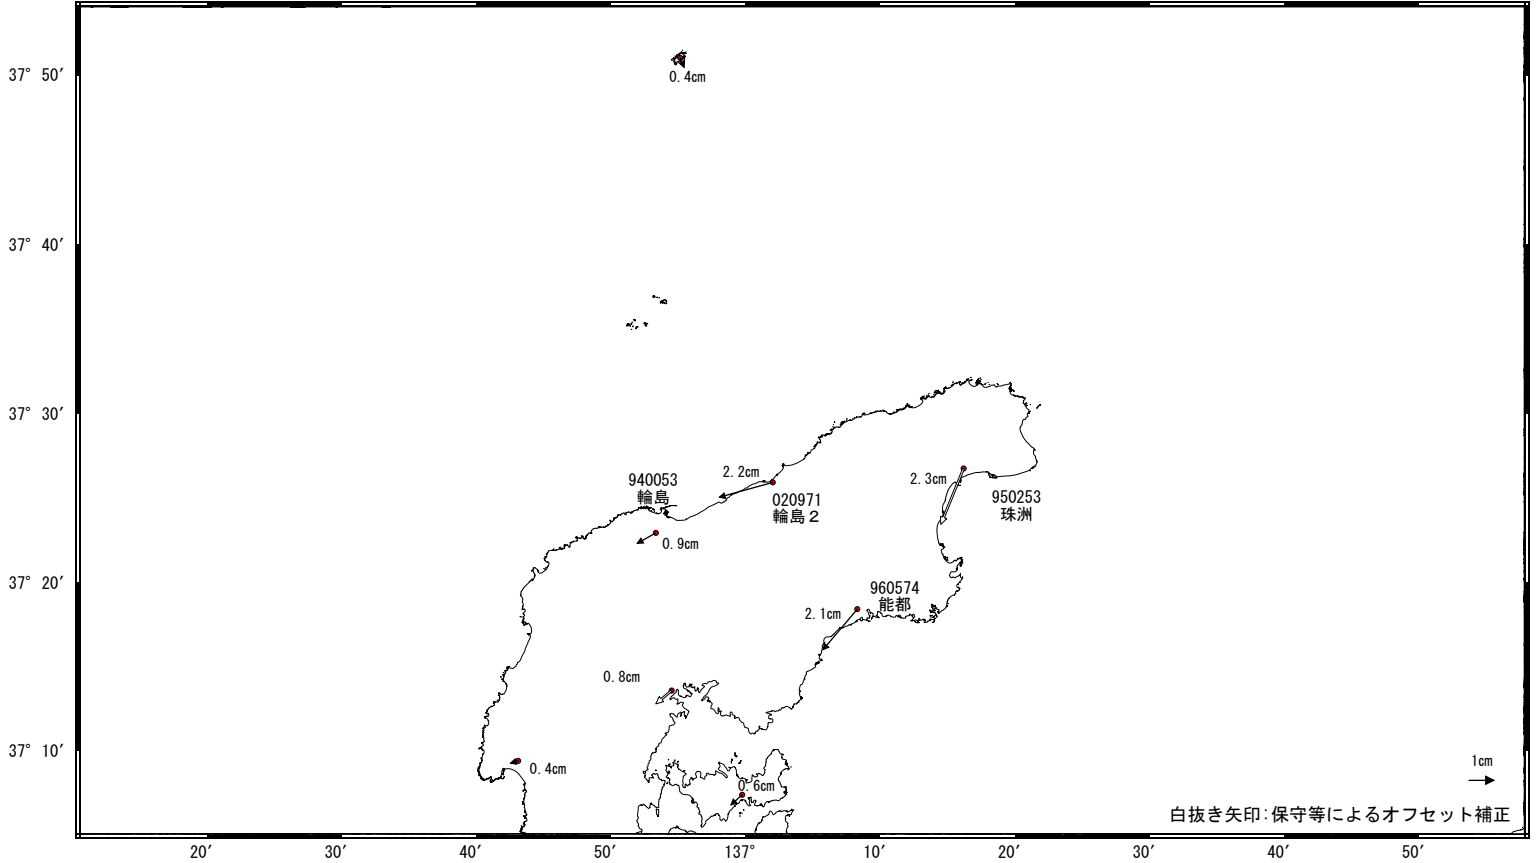 37° 50′
0.4cm
37° 40′
37° 30′
940053
輪島
2.2cm
020971
輪島２
2.3cm
950253
珠洲
0.9cm
37° 20′
960574
能都
2.1cm
0.8cm
37° 10′
0.4cm
0.6cm
1cm
白抜き矢印:保守等によるオフセット補正
20′ 30′ 40′ 50′ 137° 10′ 20′ 30′ 40′ 50′